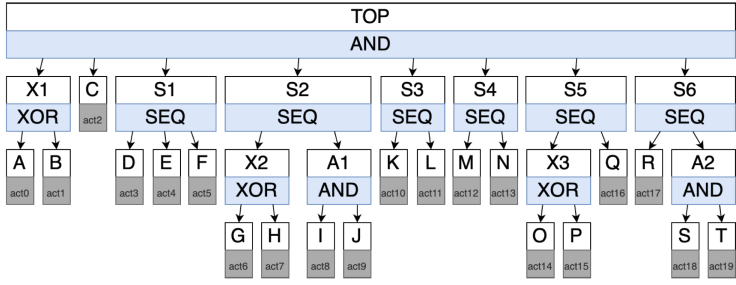 TOP
AND
X1 C S1 S2 S3 S4 S5 S6
XOR act2 SEQ SEQ SEQ SEQ SEQ SEQ
A B D E F X2 A1 K L M N X3 Q R A2
act0 act1 act3 act4 act5 XOR AND act10 act11 act12 act13 XOR act16 act17 AND
G H I J O P S T
act6 act7 act8 act9 act14 act15 act18 act19